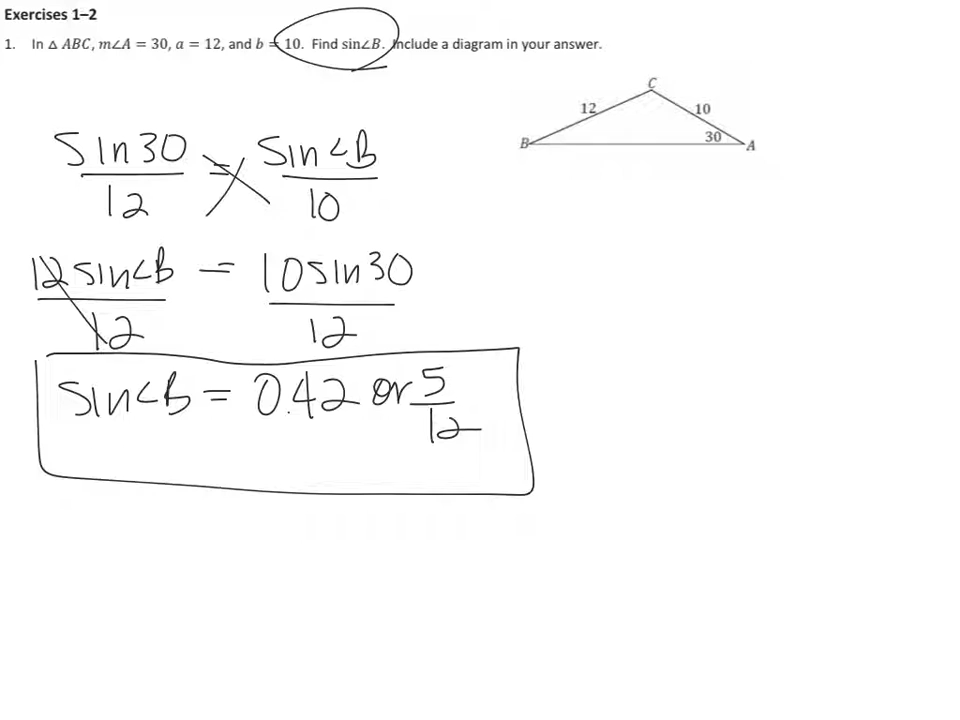 Exercises 1–2
1. In △ ABC, m∠A = 30, a = 12, and b = 10. Find sin∠B. Include a diagram in your answer.
C
12 10
30
B A
sin30/12 = sin∠B/10
12sin∠B/12 = 10sin30/12
sin∠B = 0.42 or 5/12